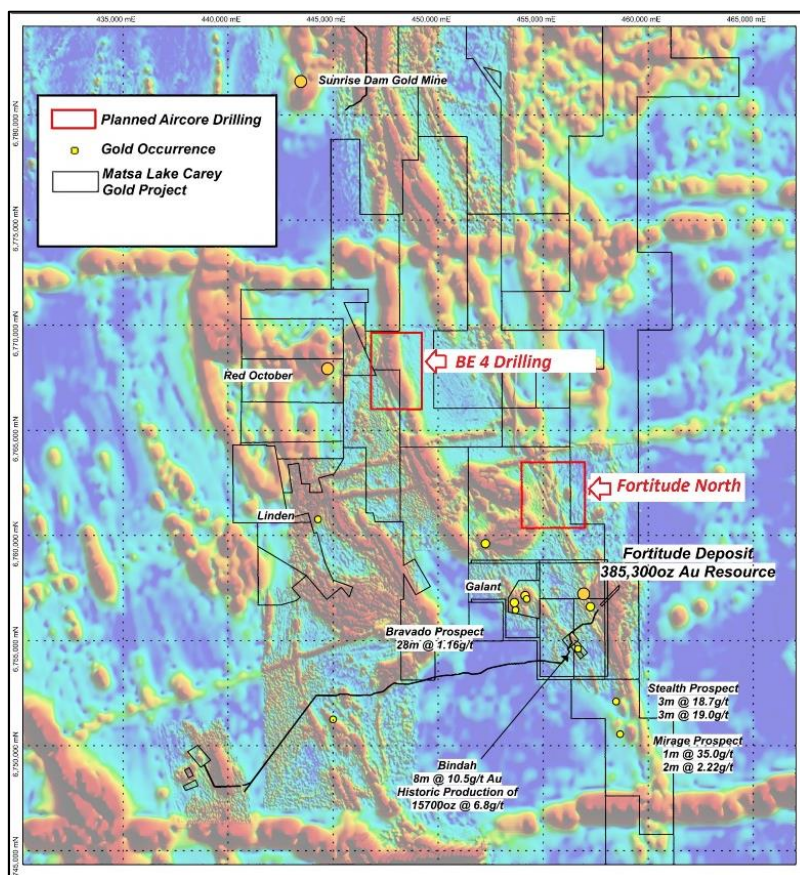 435,000 mE
440,000 mE
445,000 mE
450,000 mE
455,000 mE
460,000 mE
465,000 mE
Sunrise Dam Gold Mine
Planned Aircore Drilling
Gold Occurrence
Matsa Lake Carey
Gold Project
6,780,000 mN
6,775,000 mN
6,770,000 mN
BE 4 Drilling
Red October
6,765,000 mN
Fortitude North
Linden
6,760,000 mN
Fortitude Deposit
385,300oz Au Resource
Galant
Bravado Prospect
28m @ 1.16g/t
6,755,000 mN
Stealth Prospect
3m @ 18.7g/t
3m @ 19.0g/t
Mirage Prospect
1m @ 35.0g/t
2m @ 2.22g/t
6,750,000 mN
Bindah
8m @ 10.5g/t Au
Historic Production of
15700oz @ 6.8g/t
745,000 mN